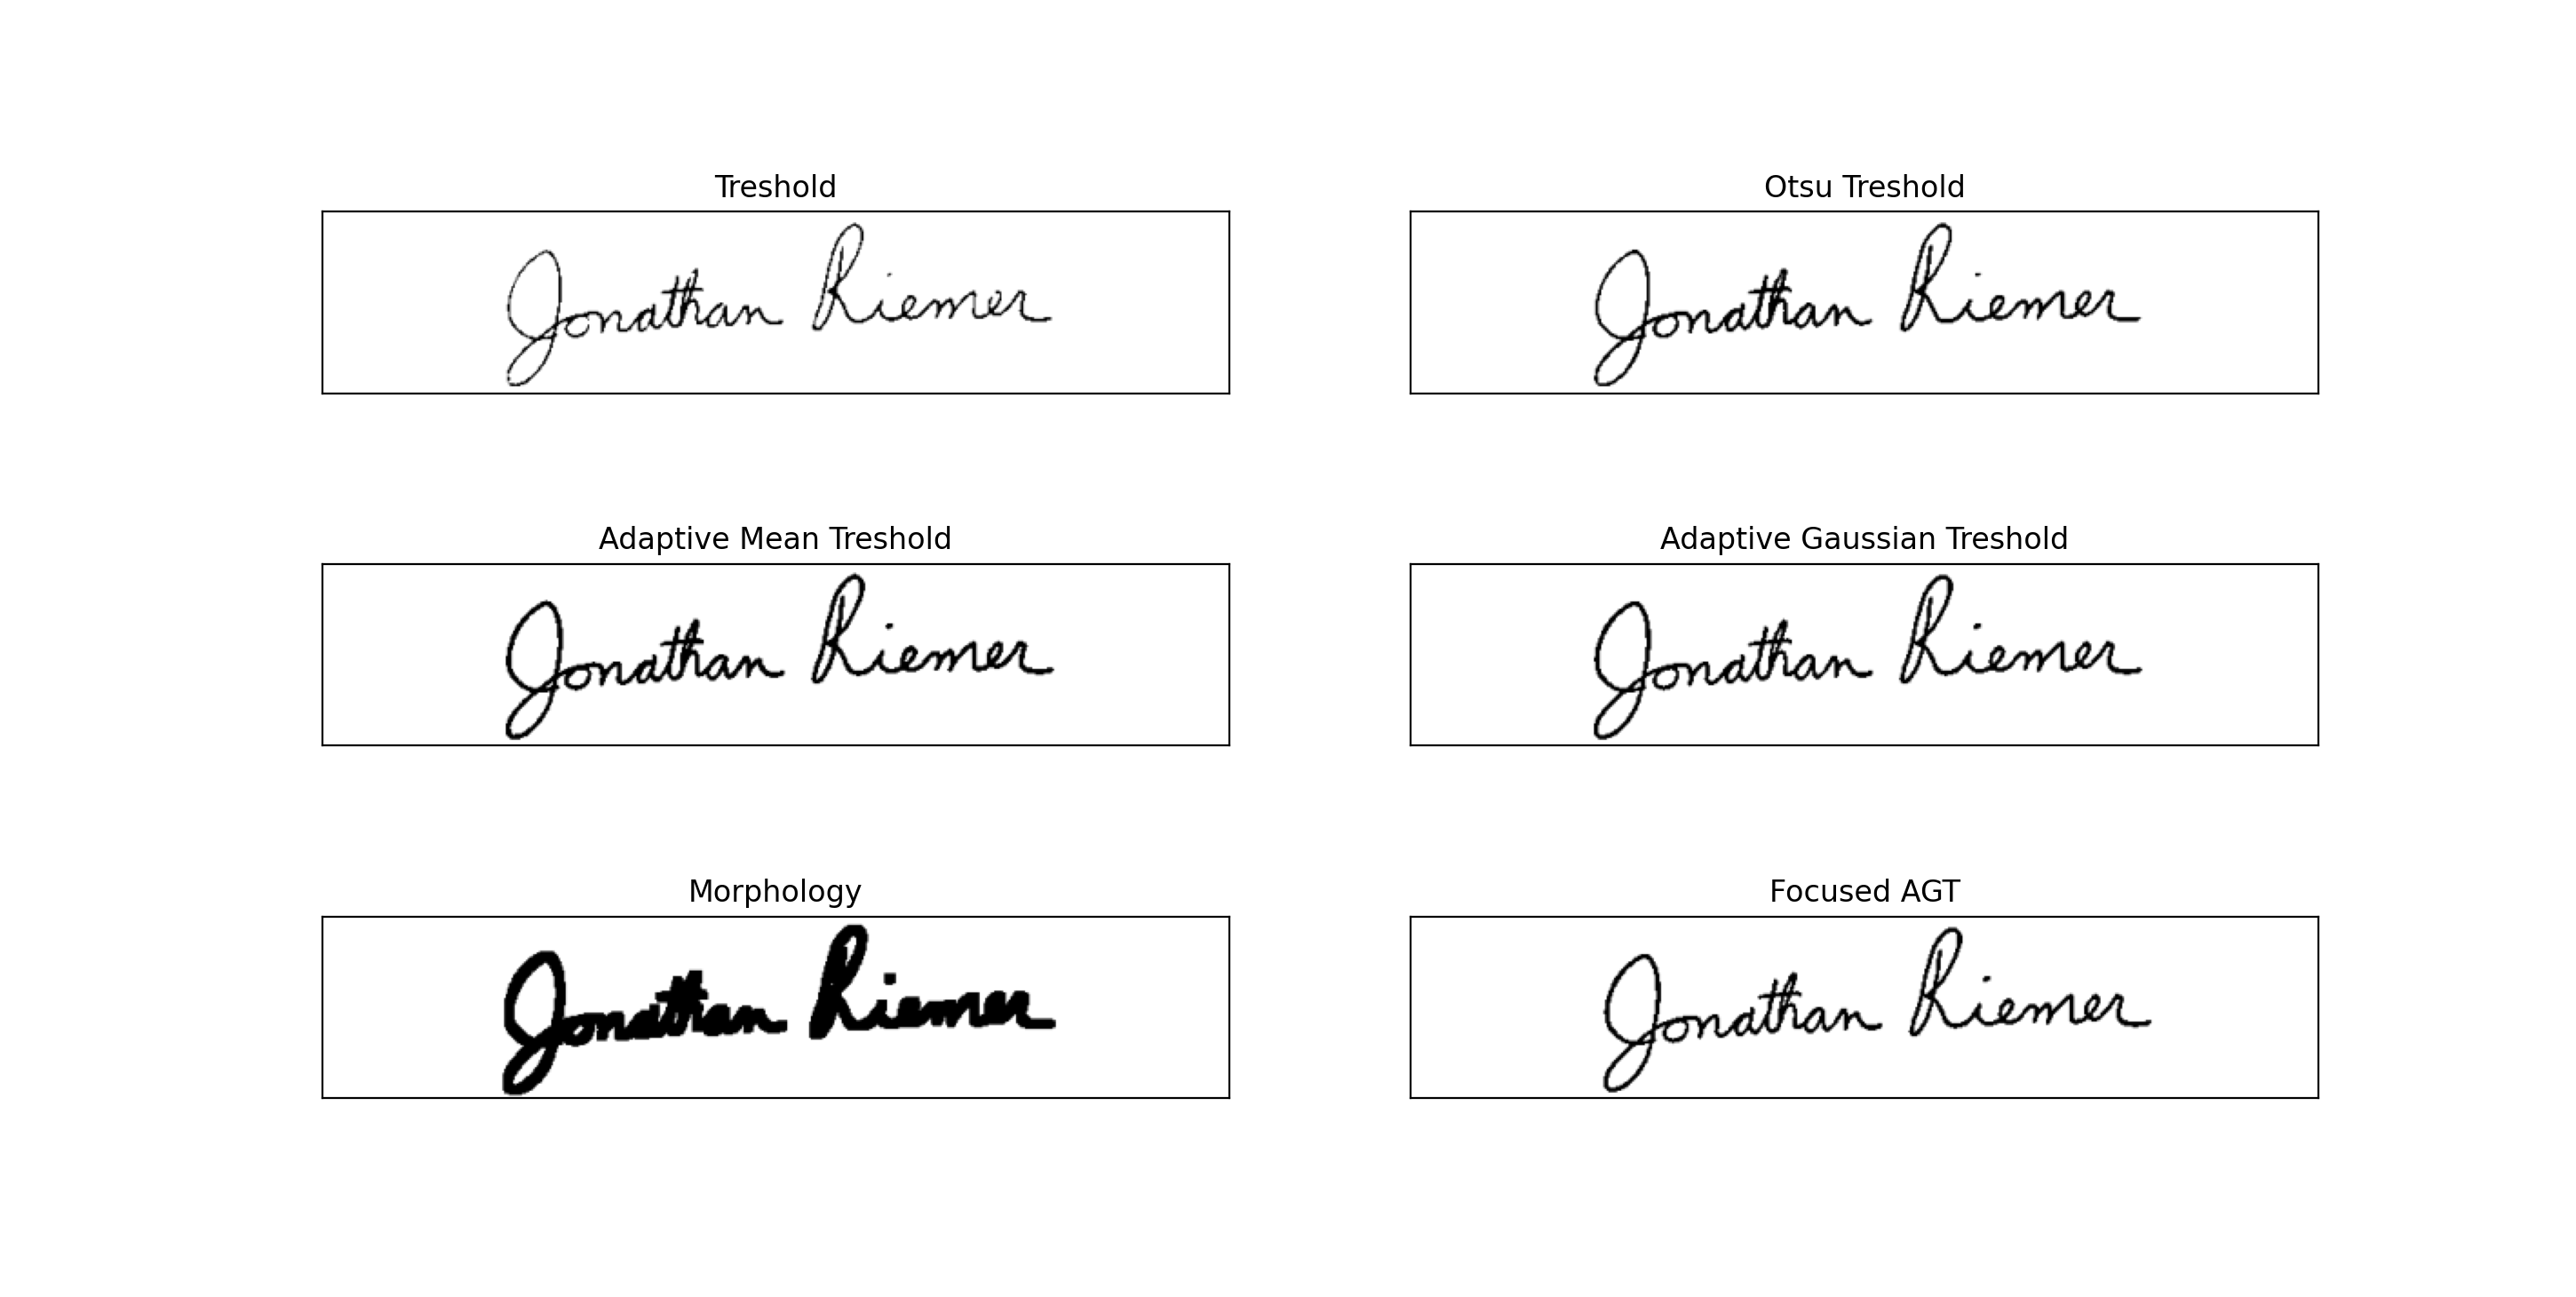 Treshold
Jonathan Riemer
Otsu Treshold
Jonathan Riemer
Adaptive Mean Treshold
Jonathan Riemer
Adaptive Gaussian Treshold
Jonathan Riemer
Morphology
Jonathan Riemer
Focused AGT
Jonathan Riemer